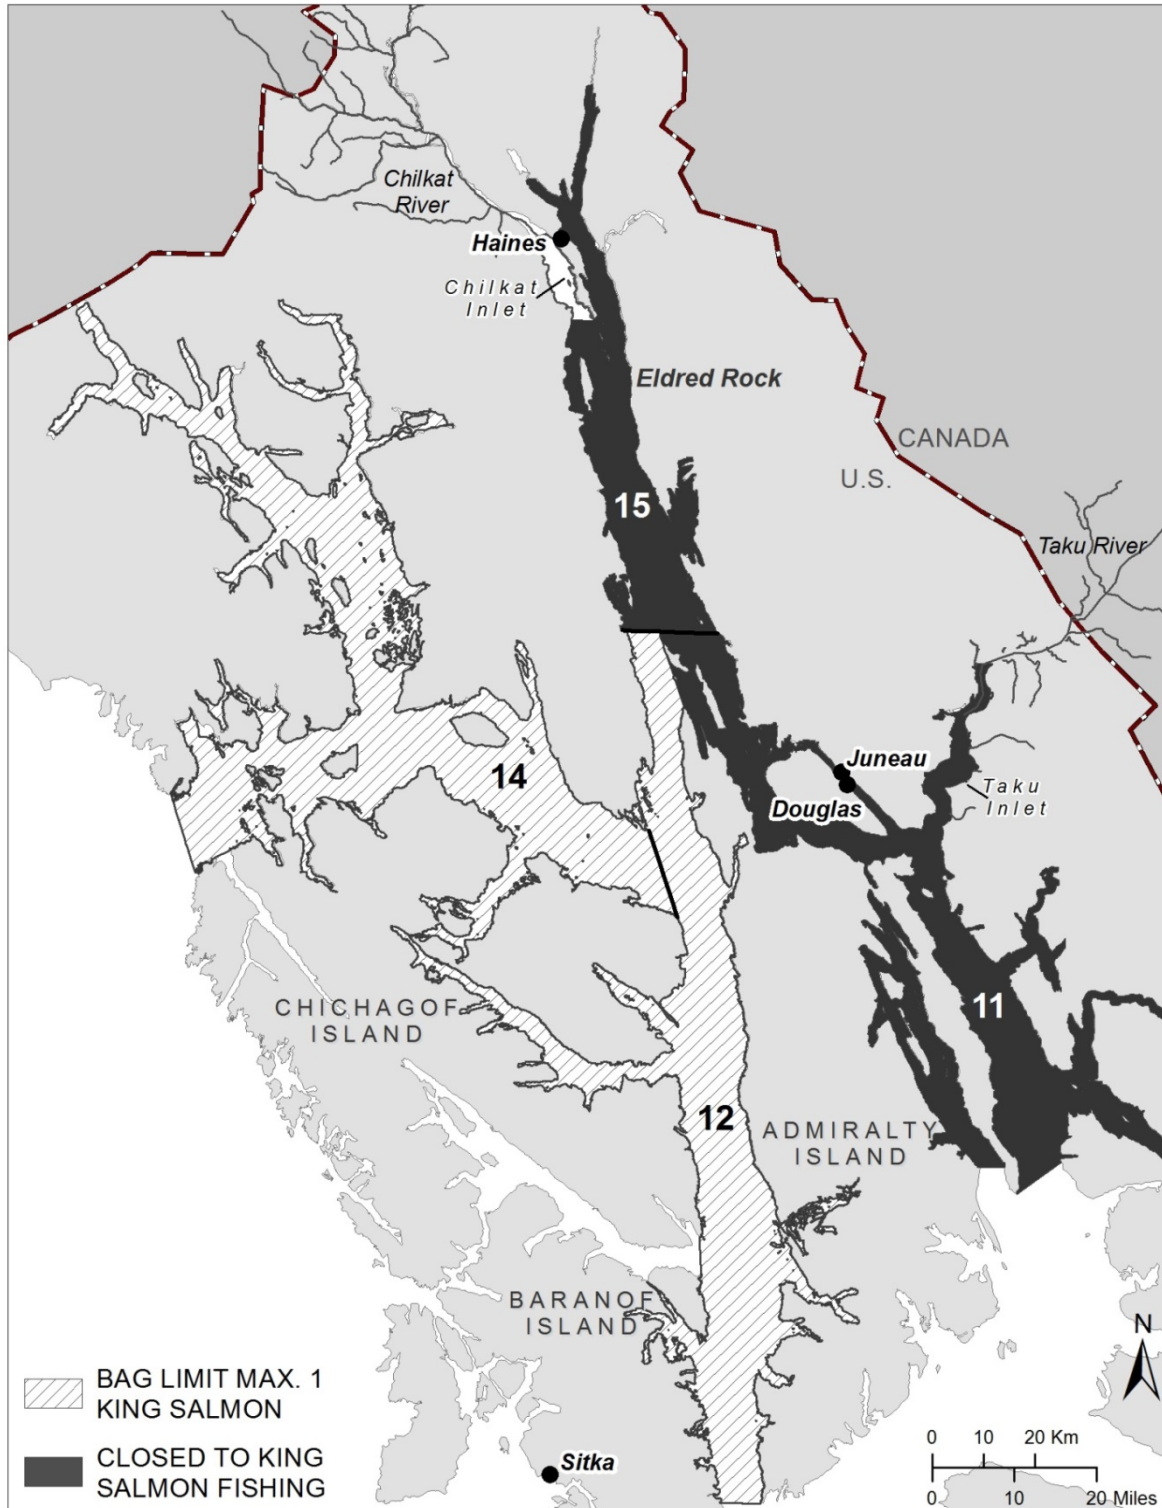 Chilkat
River
Haines
Chilkat
Inlet
Eldred Rock
CANADA
U.S.
15
Taku River
14
Juneau
Douglas
Taku
Inlet
11
CHICHAGOF
ISLAND
12
ADMIRALTY
ISLAND
BARANOF
ISLAND
N
BAG LIMIT MAX. 1
KING SALMON
CLOSED TO KING
SALMON FISHING
Sitka
0 10 20 Km
0 10 20 Miles